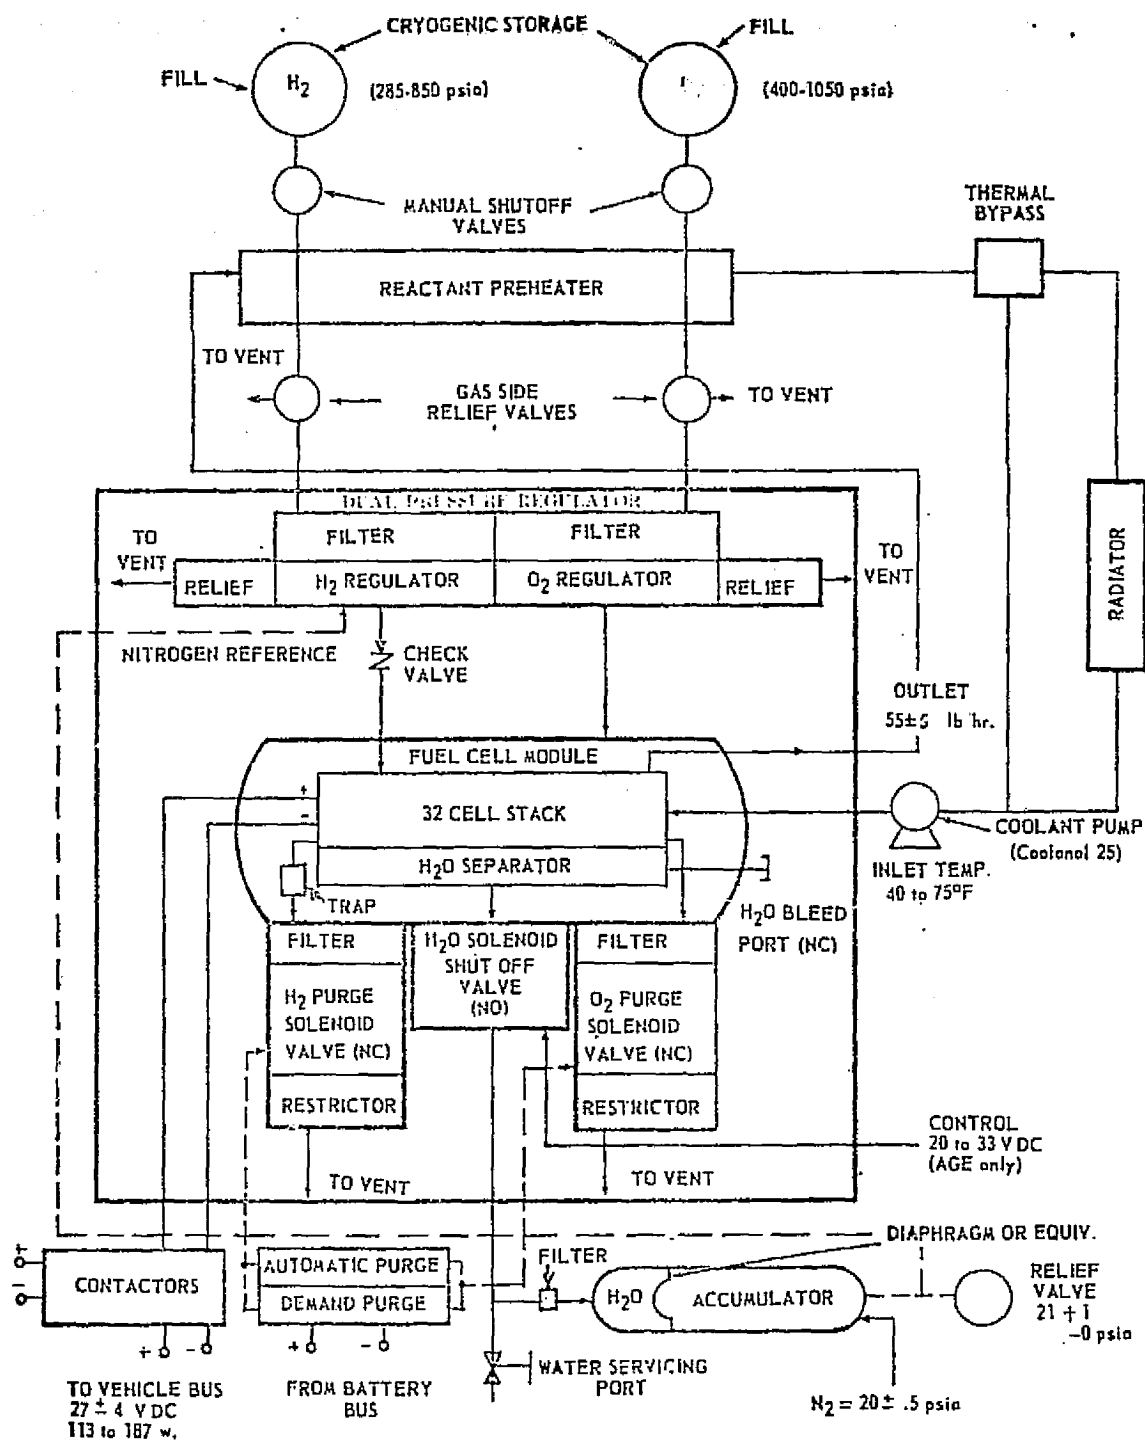 CRYOGENIC STORAGE
FILL
FILL
H2
(285-850 psia)
(400-1050 psia)
MANUAL SHUTOFF
VALVES
THERMAL
BYPASS
REACTANT PREHEATER
TO VENT
GAS SIDE
RELIEF VALVES
TO VENT
DUAL PRESSURE REGULATOR
FILTER
FILTER
TO
VENT
TO
VENT
RELIEF
H2 REGULATOR
O2 REGULATOR
RELIEF
RADIATOR
NITROGEN REFERENCE
CHECK
VALVE
OUTLET
55±5 lb hr.
FUEL CELL MODULE
+
-
32 CELL STACK
COOLANT PUMP
(Coolanol 25)
H2O SEPARATOR
INLET TEMP.
40 to 75°F
TRAP
H2O BLEED
PORT (NC)
FILTER
H2O SOLENOID
SHUT OFF
VALVE
(NO)
FILTER
H2 PURGE
SOLENOID
VALVE (NC)
O2 PURGE
SOLENOID
VALVE (NC)
RESTRICTOR
RESTRICTOR
CONTROL
20 to 33 V DC
(AGE only)
TO VENT
TO VENT
DIAPHRAGM OR EQUIV.
+
-
CONTACTORS
AUTOMATIC PURGE
DEMAND PURGE
FILTER
H2O
ACCUMULATOR
RELIEF
VALVE
21 + 1
-0 psia
+ -
+ -
WATER SERVICING
PORT
TO VEHICLE BUS
27 ± 4 V DC
113 to 187 w.
FROM BATTERY
BUS
N2 = 20 ± .5 psia